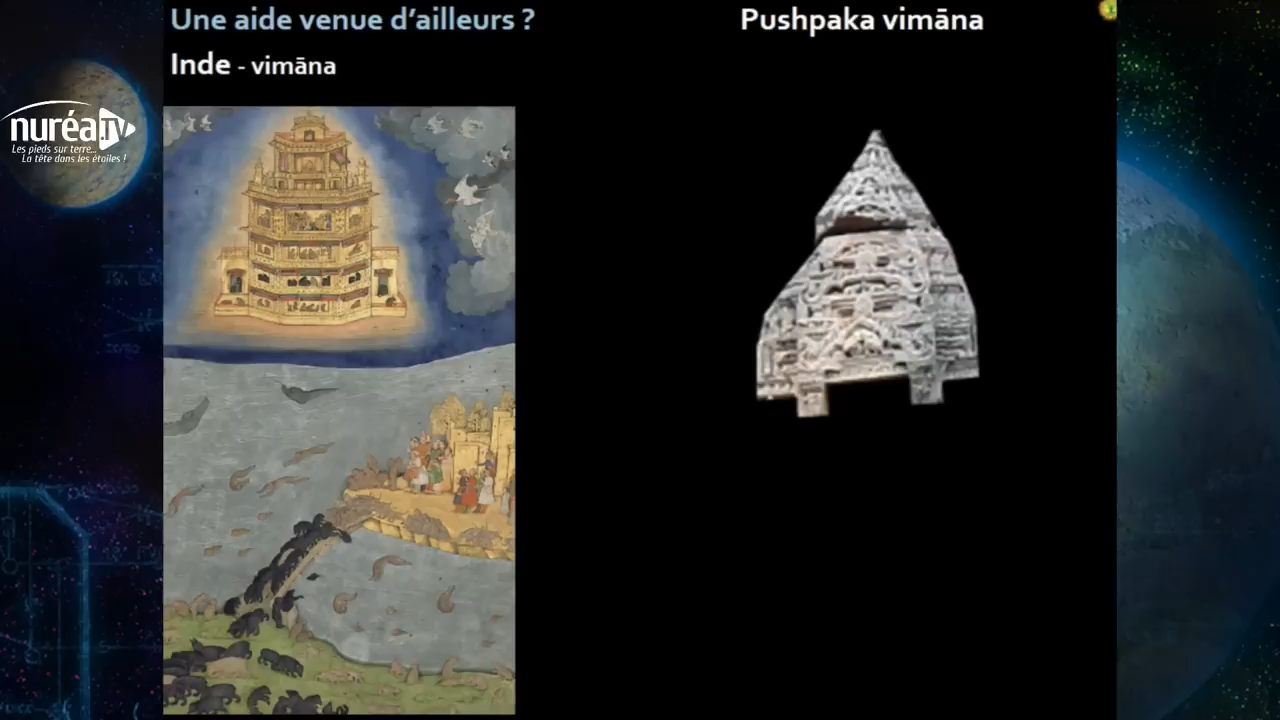 Une aide venue d’ailleurs ?
Pushpaka vimāna
Inde - vimāna
nuréa.TV
Les pieds sur terre...
La tête dans les étoiles !